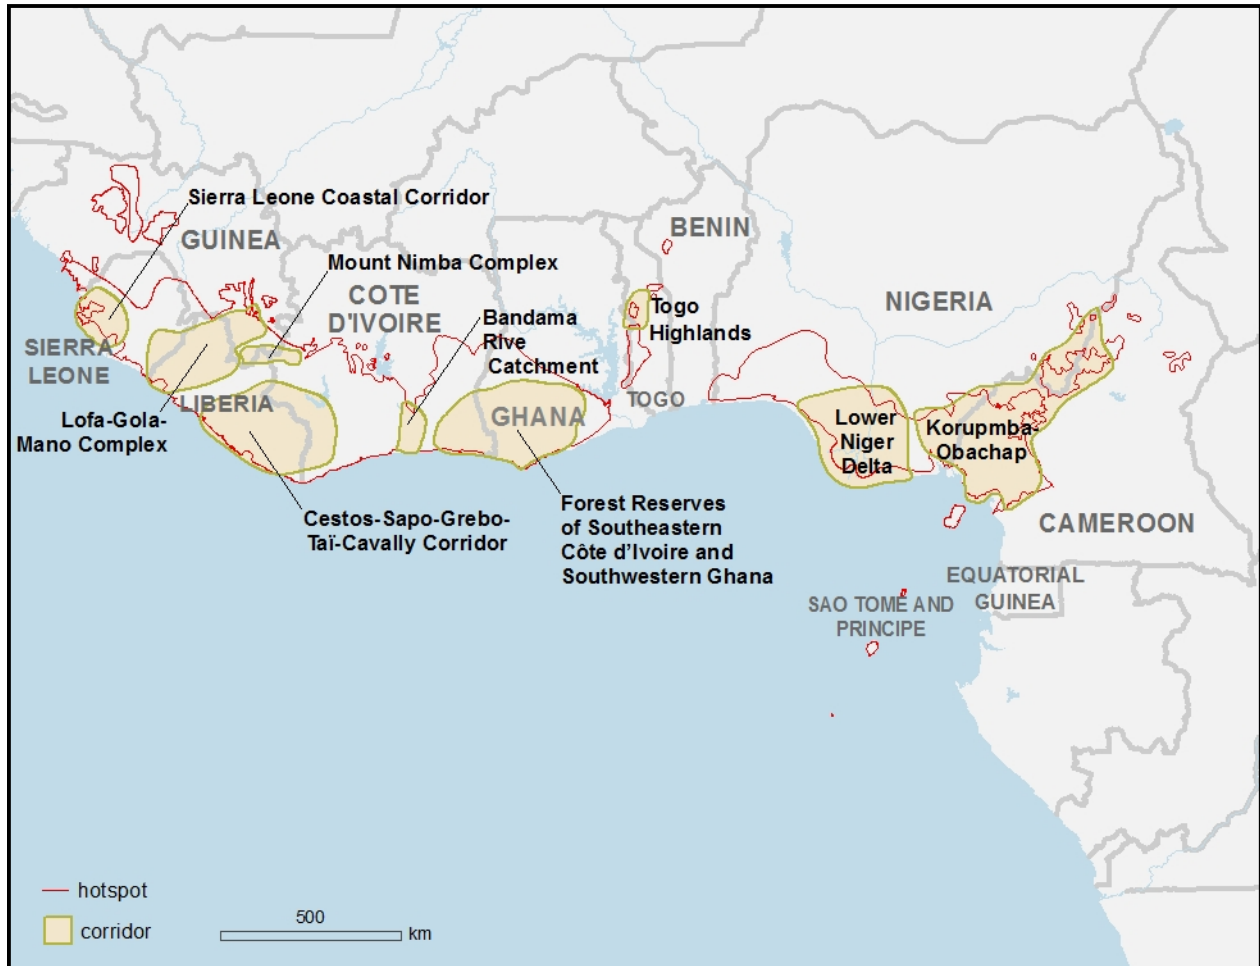 Sierra Leone Coastal Corridor
GUINEA
BENIN
Mount Nimba Complex
COTE
D'IVOIRE
Bandama
Rive
Catchment
Togo
Highlands
NIGERIA
SIERRA
LEONE
LIBERIA
Lofa-Gola-
Mano Complex
GHANA
TOGO
Lower
Niger
Delta
Korupmba-
Obachap
Cestos-Sapo-Grebo-
Taï-Cavally Corridor
Forest Reserves
of Southeastern
Côte d'Ivoire and
Southwestern Ghana
CAMEROON
EQUATORIAL
GUINEA
SAO TOME AND
PRINCIPE
hotspot
corridor
500
km